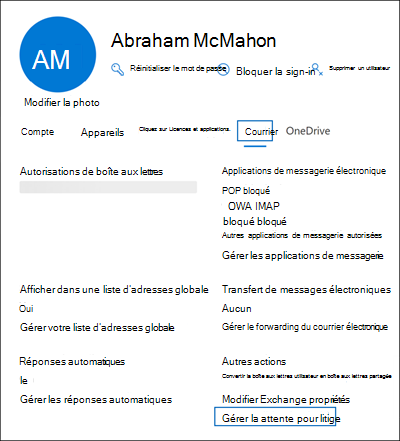 AM
Abraham McMahon
Réinitialiser le mot de passe
Bloquer la sign-in
Supprimer un utilisateur
Modifier la photo
Compte
Appareils
Cliquez sur Licences et applications.
Courrier
OneDrive
Autorisations de boîte aux lettres
Applications de messagerie électronique
POP bloqué
OWA IMAP
bloqué bloqué
Autres applications de messagerie autorisées
Gérer les applications de messagerie
Afficher dans une liste d'adresses globale
Oui
Gérer votre liste d'adresses globale
Transfert de messages électroniques
Aucun
Gérer le forwarding du courrier électronique
Réponses automatiques
le
Gérer les réponses automatiques
Autres actions
Convertir la boîte aux lettres utilisateur en boîte aux lettres partagée
Modifier Exchange propriétés
Gérer la attente pour litige